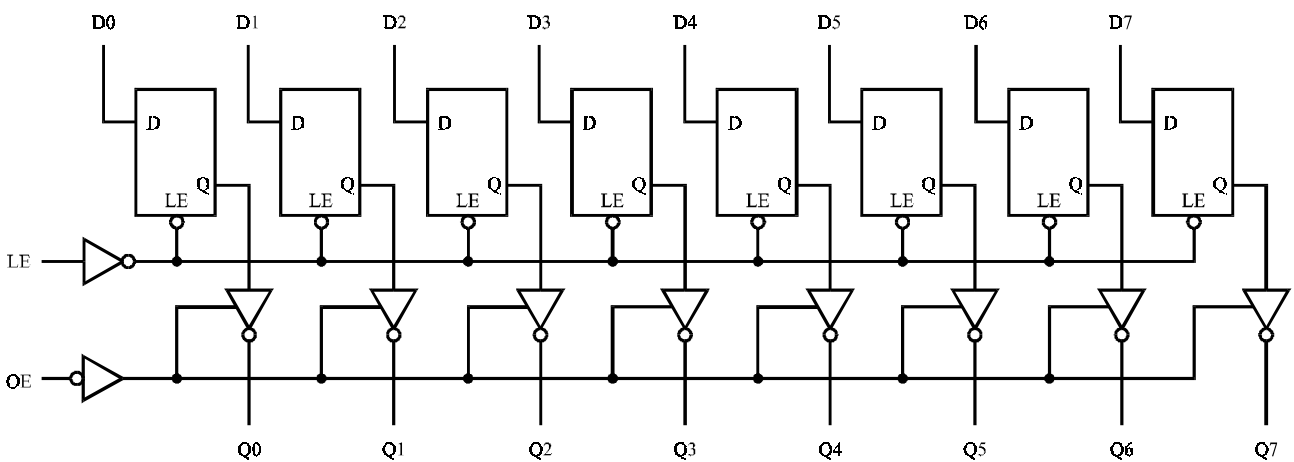 D0 D1 D2 D3 D4 D5 D6 D7
D D D D D D D D
Q Q Q Q Q Q Q Q
LE LE LE LE LE LE LE LE
LE
OE
Q0 Q1 Q2 Q3 Q4 Q5 Q6 Q7